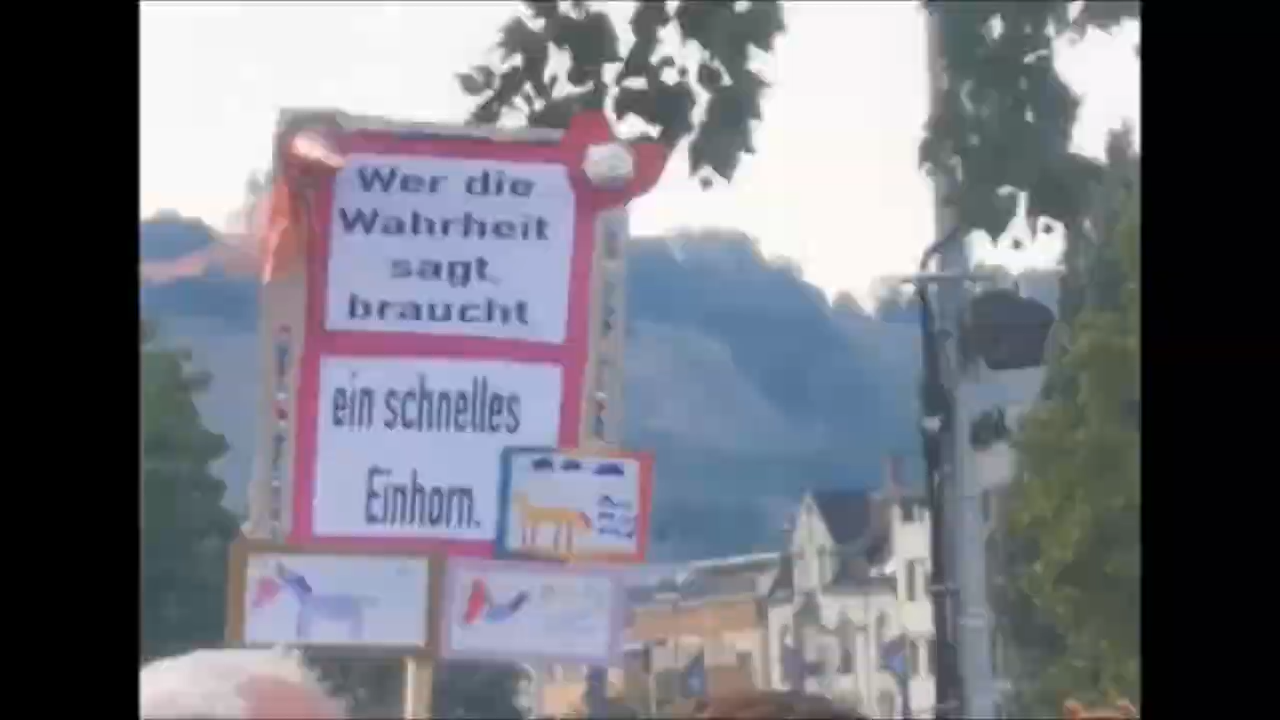 Wer die
Wahrheit
sagt,
braucht
ein schnelles
Einhorn.